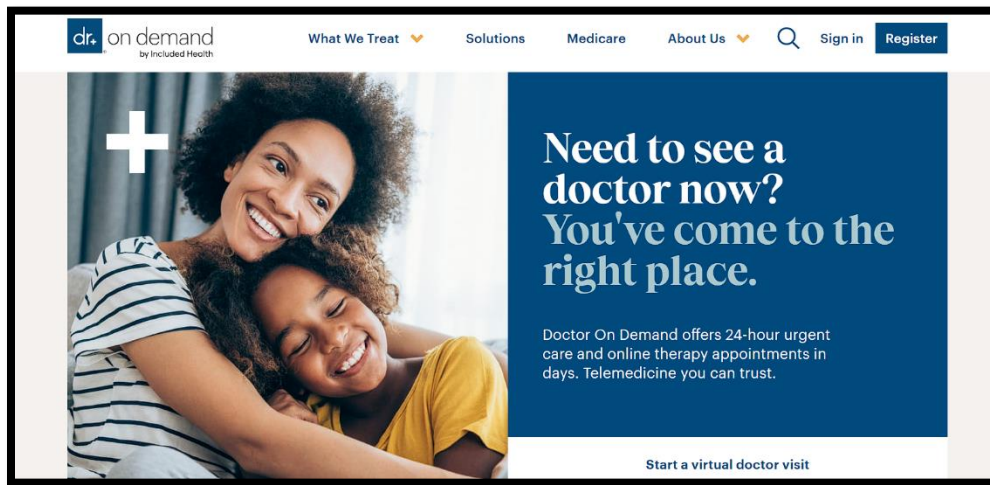 dr+ on demand
by Included Health
What We Treat
Solutions
Medicare
About Us
Sign in
Register
Need to see a
doctor now?
You've come to the
right place.
Doctor On Demand offers 24-hour urgent
care and online therapy appointments in
days. Telemedicine you can trust.
Start a virtual doctor visit